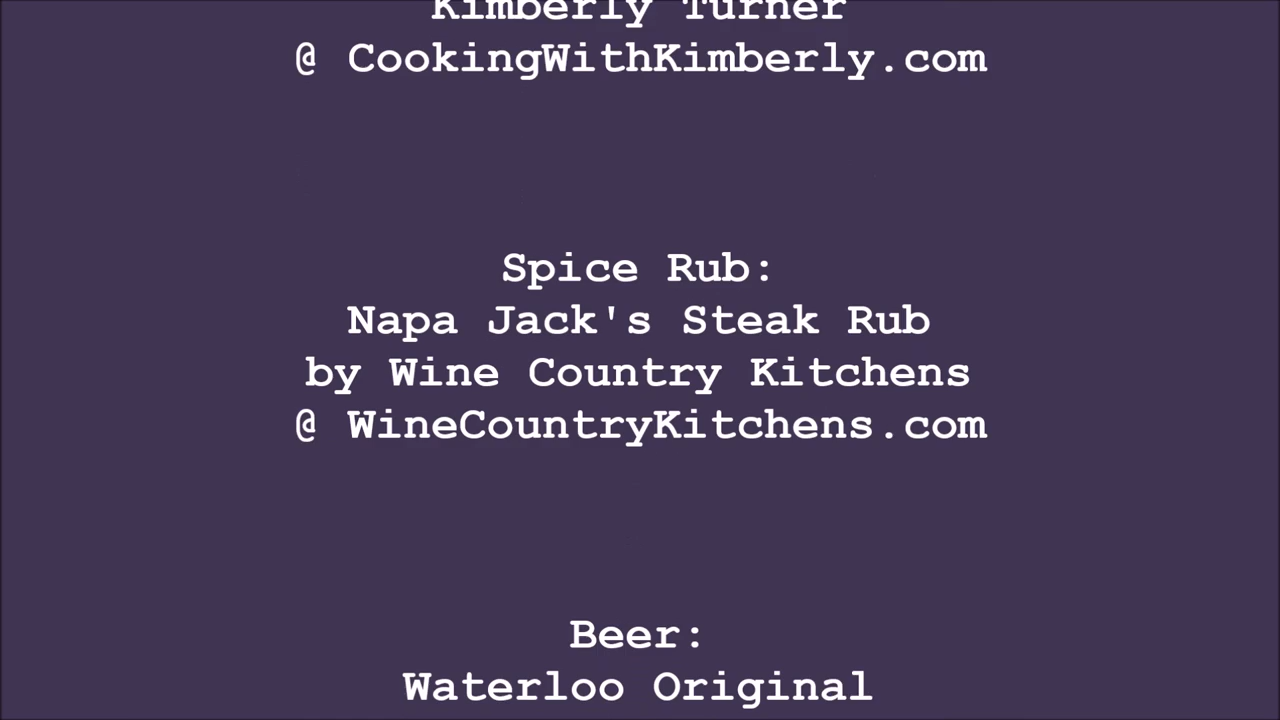 Kimberly Turner
@ CookingWithKimberly.com
Spice Rub:
Napa Jack's Steak Rub
by Wine Country Kitchens
@ WineCountryKitchens.com
Beer:
Waterloo Original